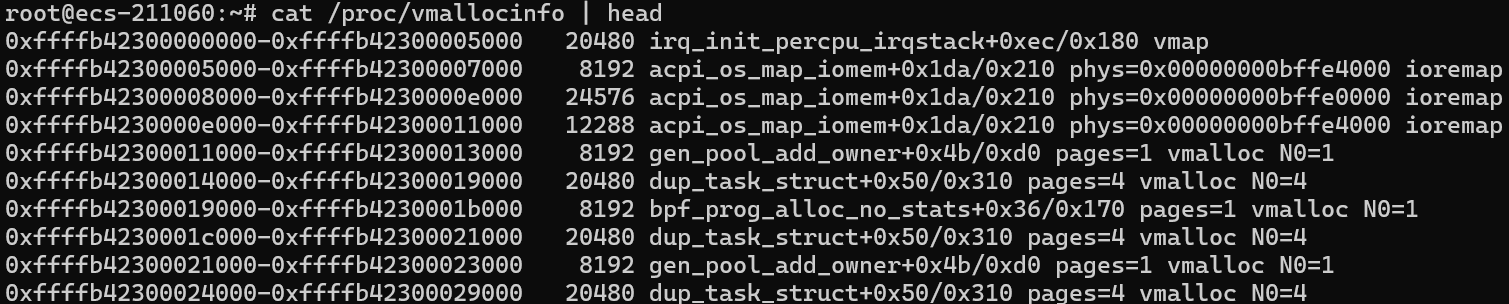 root@ecs-211060:~# cat /proc/vmallocinfo | head
0xffffb42300000000-0xffffb42300005000   20480 irq_init_percpu_irqstack+0xec/0x180 vmap
0xffffb42300005000-0xffffb42300007000    8192 acpi_os_map_iomem+0x1da/0x210 phys=0x00000000bffe4000 ioremap
0xffffb42300008000-0xffffb4230000e000   24576 acpi_os_map_iomem+0x1da/0x210 phys=0x00000000bffe0000 ioremap
0xffffb4230000e000-0xffffb42300011000   12288 acpi_os_map_iomem+0x1da/0x210 phys=0x00000000bffe4000 ioremap
0xffffb42300011000-0xffffb42300013000    8192 gen_pool_add_owner+0x4b/0xd0 pages=1 vmalloc N0=1
0xffffb42300014000-0xffffb42300019000   20480 dup_task_struct+0x50/0x310 pages=4 vmalloc N0=4
0xffffb42300019000-0xffffb4230001b000    8192 bpf_prog_alloc_no_stats+0x36/0x170 pages=1 vmalloc N0=1
0xffffb4230001c000-0xffffb42300021000   20480 dup_task_struct+0x50/0x310 pages=4 vmalloc N0=4
0xffffb42300021000-0xffffb42300023000    8192 gen_pool_add_owner+0x4b/0xd0 pages=1 vmalloc N0=1
0xffffb42300024000-0xffffb42300029000   20480 dup_task_struct+0x50/0x310 pages=4 vmalloc N0=4